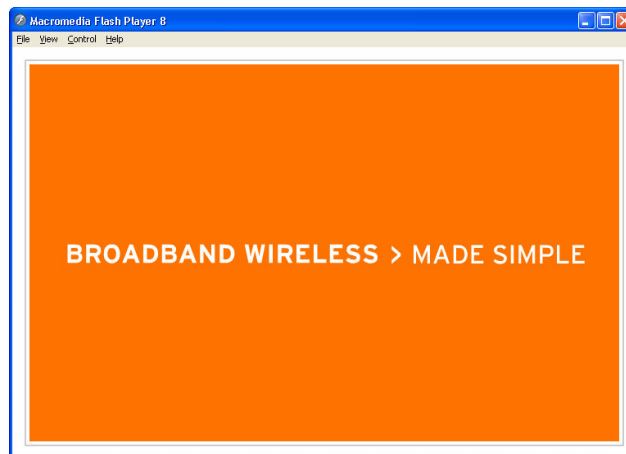 Macromedia Flash Player 8
File View Control Help
BROADBAND WIRELESS > MADE SIMPLE